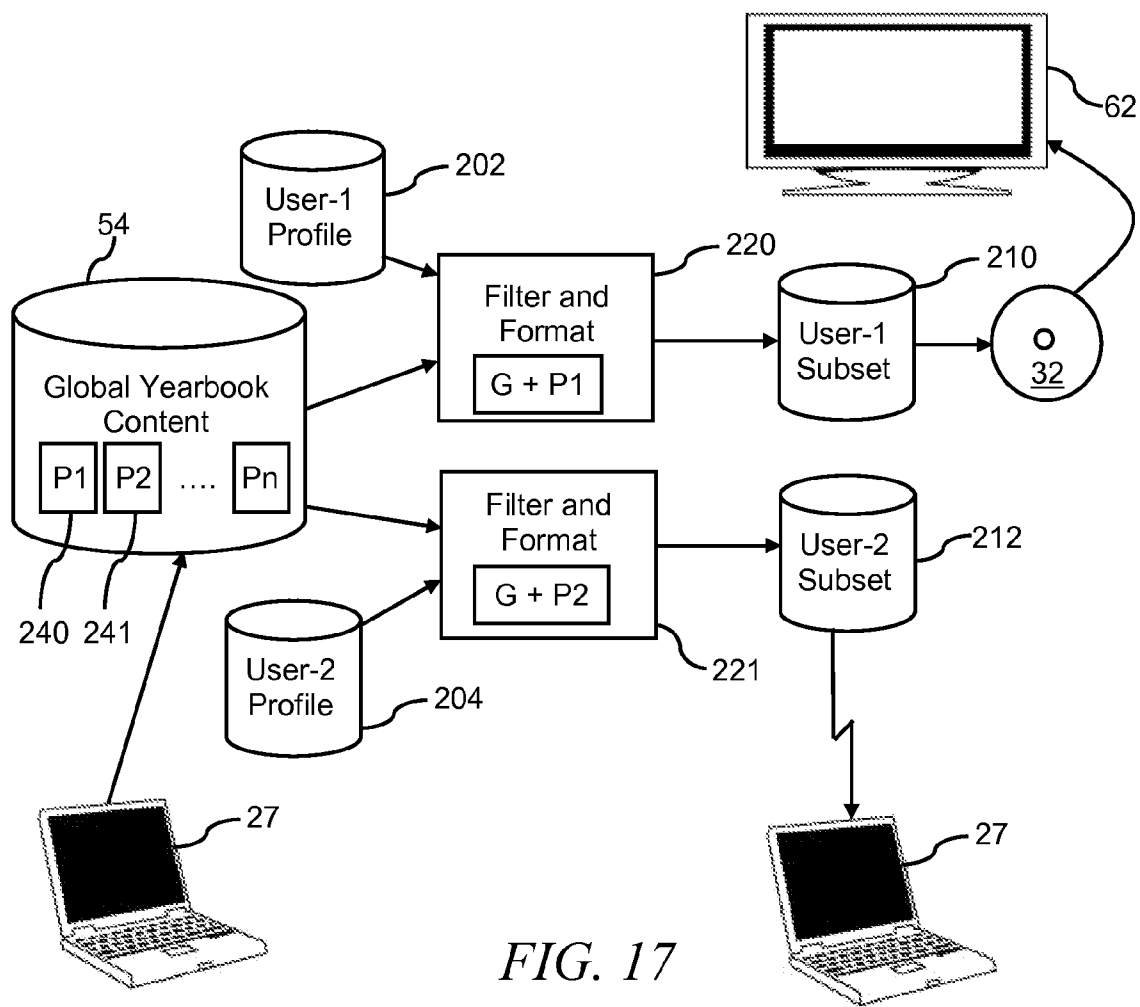 62
202
User-1
Profile
54
220
210
Filter and
Format
G + P1
User-1
Subset
32
Global Yearbook
Content
P1 P2 .... Pn
Filter and
Format
G + P2
User-2
Subset
212
240 241
221
User-2
Profile
204
27
27
FIG. 17